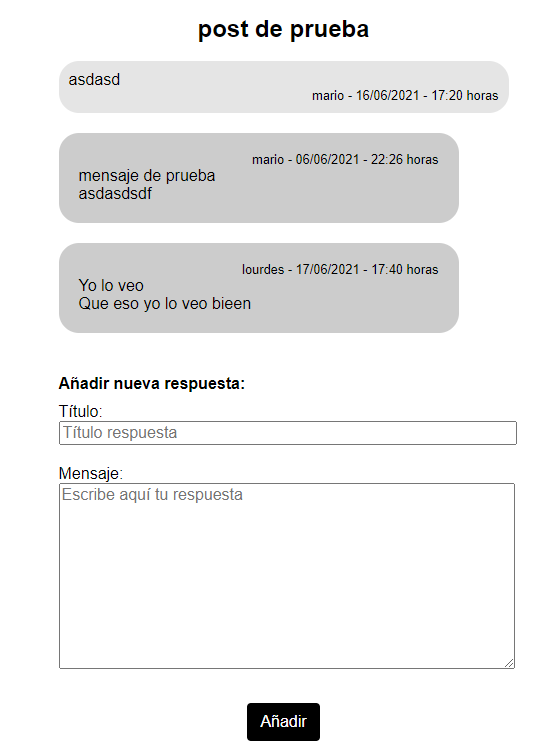 post de prueba
asdasd
mario - 16/06/2021 - 17:20 horas
mario - 06/06/2021 - 22:26 horas
mensaje de prueba
asdasdsdf
lourdes - 17/06/2021 - 17:40 horas
Yo lo veo
Que eso yo lo veo bieen
Añadir nueva respuesta:
Título:
Título respuesta
Mensaje:
Escribe aquí tu respuesta
Añadir